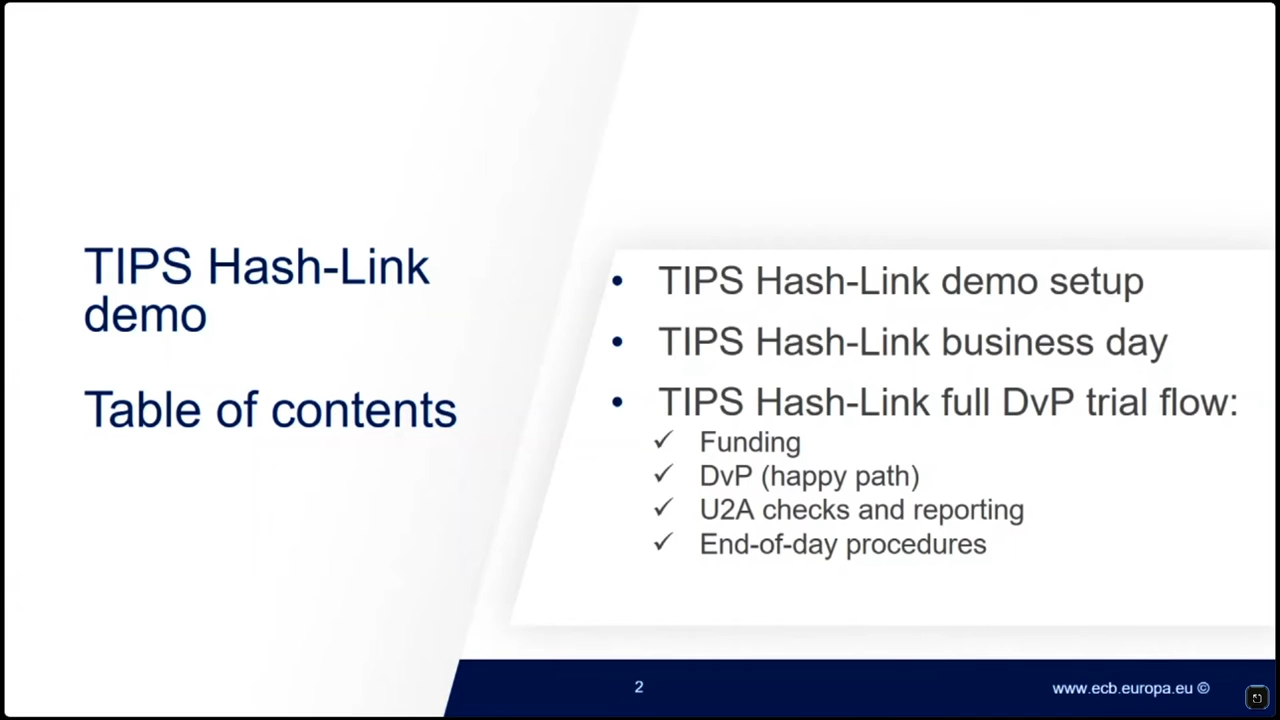 TIPS Hash-Link
demo
Table of contents
• TIPS Hash-Link demo setup
• TIPS Hash-Link business day
• TIPS Hash-Link full DvP trial flow:
✓ Funding
✓ DvP (happy path)
✓ U2A checks and reporting
✓ End-of-day procedures
2
www.ecb.europa.eu ©